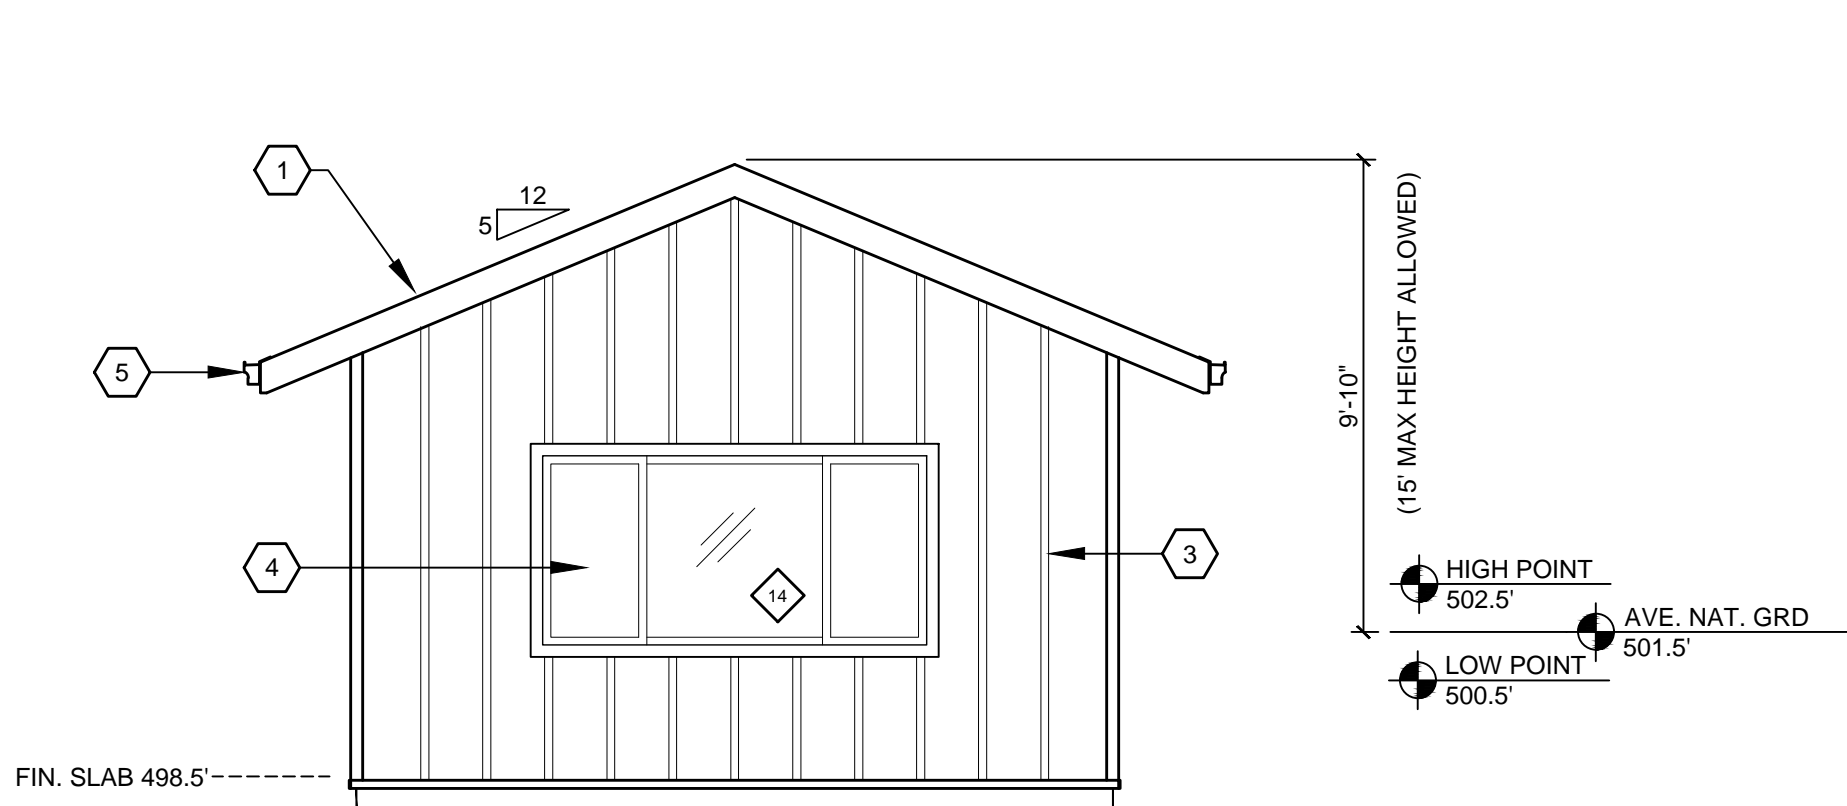 1
12
5
5
(15' MAX HEIGHT ALLOWED)
9'-10"
4
3
14
HIGH POINT
502.5'
AVE. NAT. GRD
501.5'
LOW POINT
500.5'
FIN. SLAB 498.5'